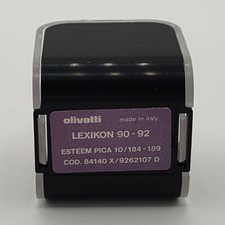 olivetti made in italy
LEXIKON 90 - 92
ESTEEM PICA 10/184-189
COD. 84140 X/9262107 D